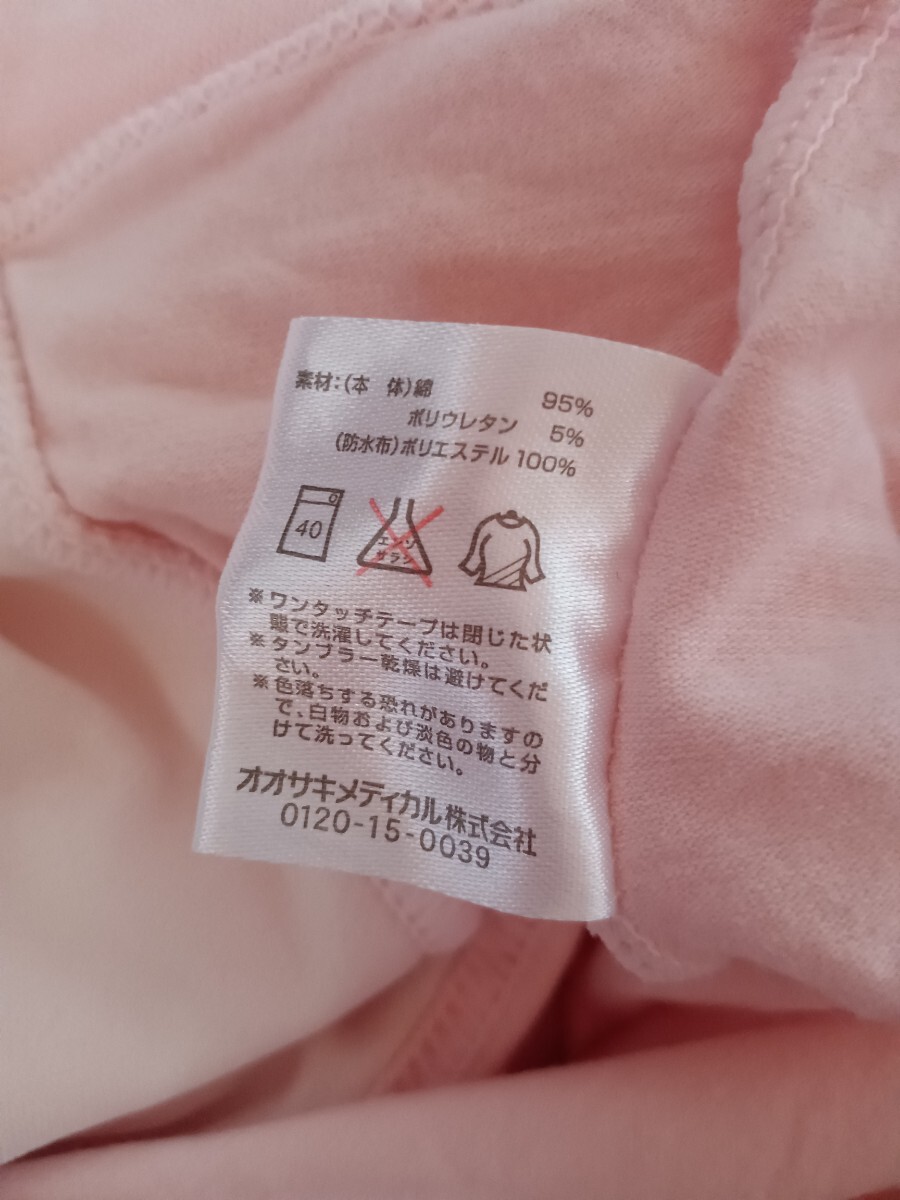 素材：(本　体)綿　95%
ポリウレタン　5%
(防水布)ポリエステル 100%
40
エンソ
サラシ
※ワンタッチテープは閉じた状
態で洗濯してください。
※タンブラー乾燥は避けてくだ
さい。
※色落ちする恐れがありますの
で、白物および淡色の物と分
けて洗ってください。
オオサキメディカル株式会社
0120-15-0039